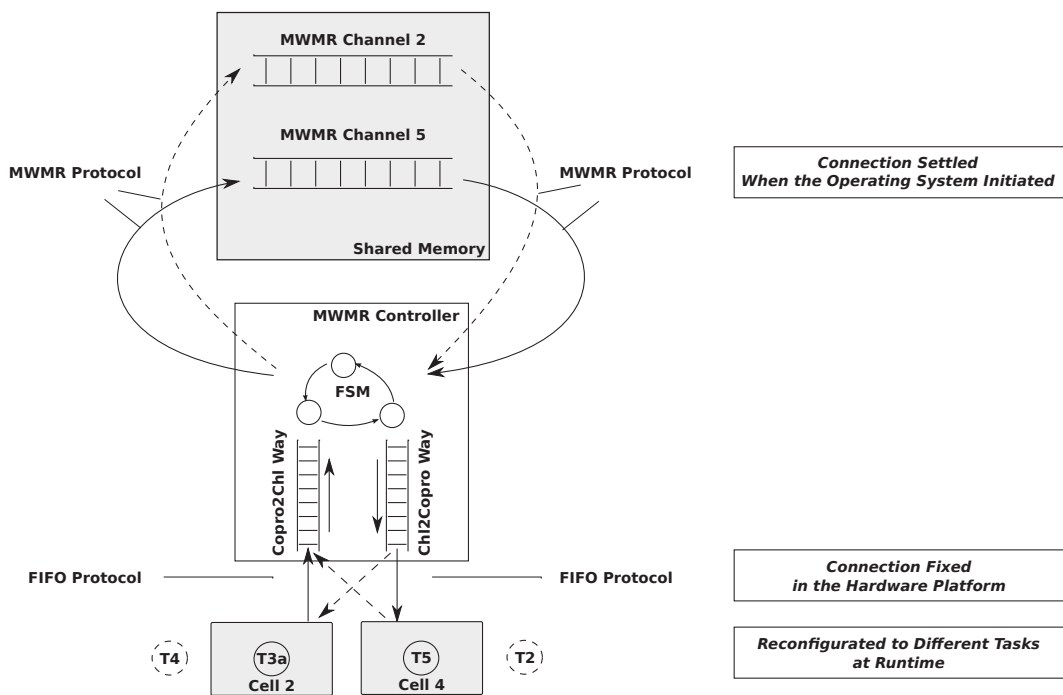 MWMR Channel 2
MWMR Channel 5
MWMR Protocol
MWMR Protocol
Connection Settled
When the Operating System Initiated
Shared Memory
MWMR Controller
FSM
Copro2Chl Way
Chl2Copro Way
FIFO Protocol
FIFO Protocol
Connection Fixed
in the Hardware Platform
T4
T3a
Cell 2
T5
Cell 4
T2
Reconfigurated to Different Tasks
at Runtime